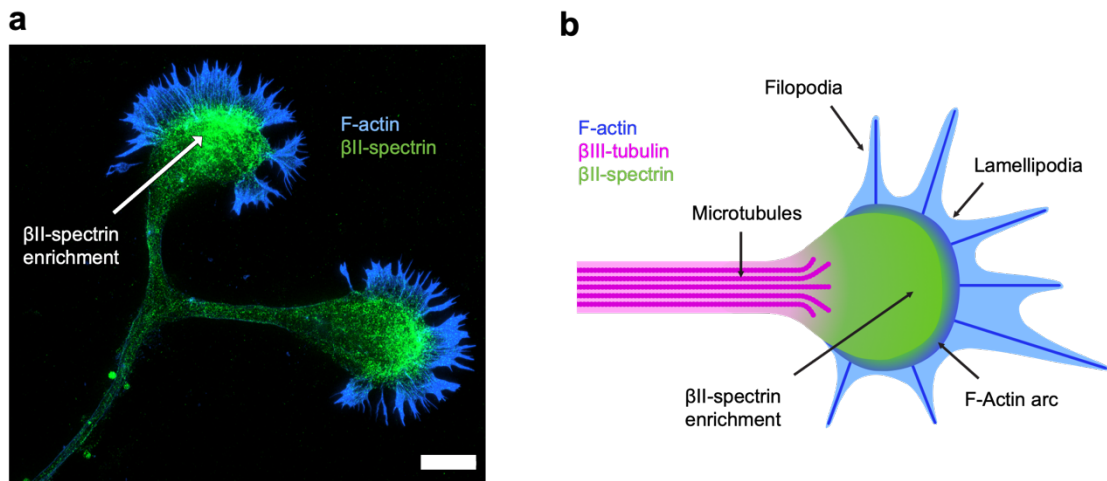 a
F-actin
βII-spectrin
βII-spectrin
enrichment
b
Filopodia
F-actin
βIII-tubulin
βII-spectrin
Lamellipodia
Microtubules
βII-spectrin
enrichment
F-Actin arc